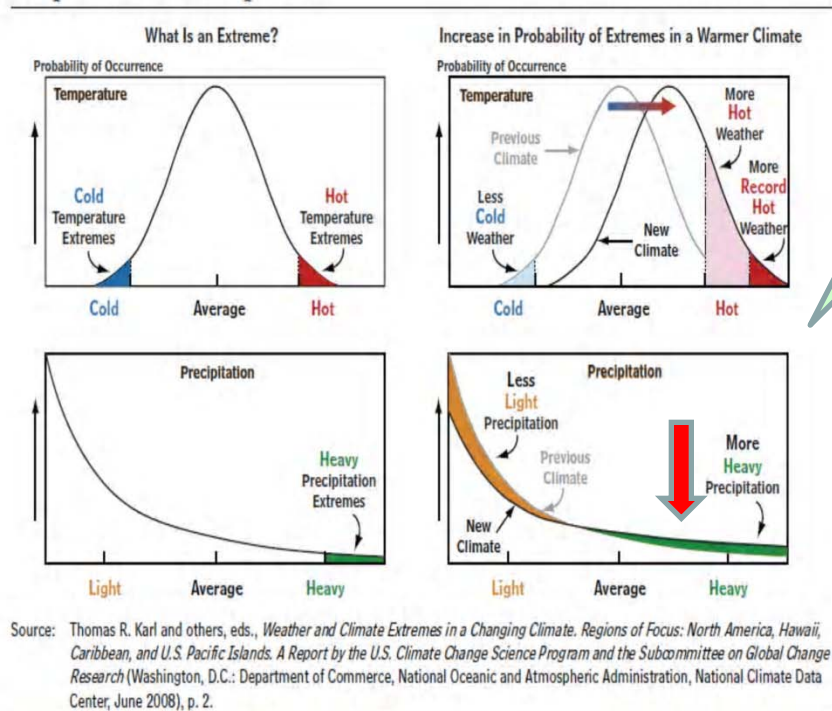 What Is an Extreme?
Probability of Occurrence
Temperature
Cold
Temperature
Extremes
Hot
Temperature
Extremes
Cold Average Hot
Increase in Probability of Extremes in a Warmer Climate
Probability of Occurrence
Temperature
Previous
Climate
Less
Cold
Weather
New
Climate
More
Hot
Weather
More
Record
Hot
Weather
Cold Average Hot
Precipitation
Heavy
Precipitation
Extremes
Light Average Heavy
Precipitation
Less
Light
Precipitation
Previous
Climate
New
Climate
More
Heavy
Precipitation
Light Average Heavy
Source: Thomas R. Karl and others, eds., Weather and Climate Extremes in a Changing Climate. Regions of Focus: North America, Hawaii,
Caribbean, and U.S. Pacific Islands. A Report by the U.S. Climate Change Science Program and the Subcommittee on Global Change
Research (Washington, D.C.: Department of Commerce, National Oceanic and Atmospheric Administration, National Climate Data
Center, June 2008), p. 2.